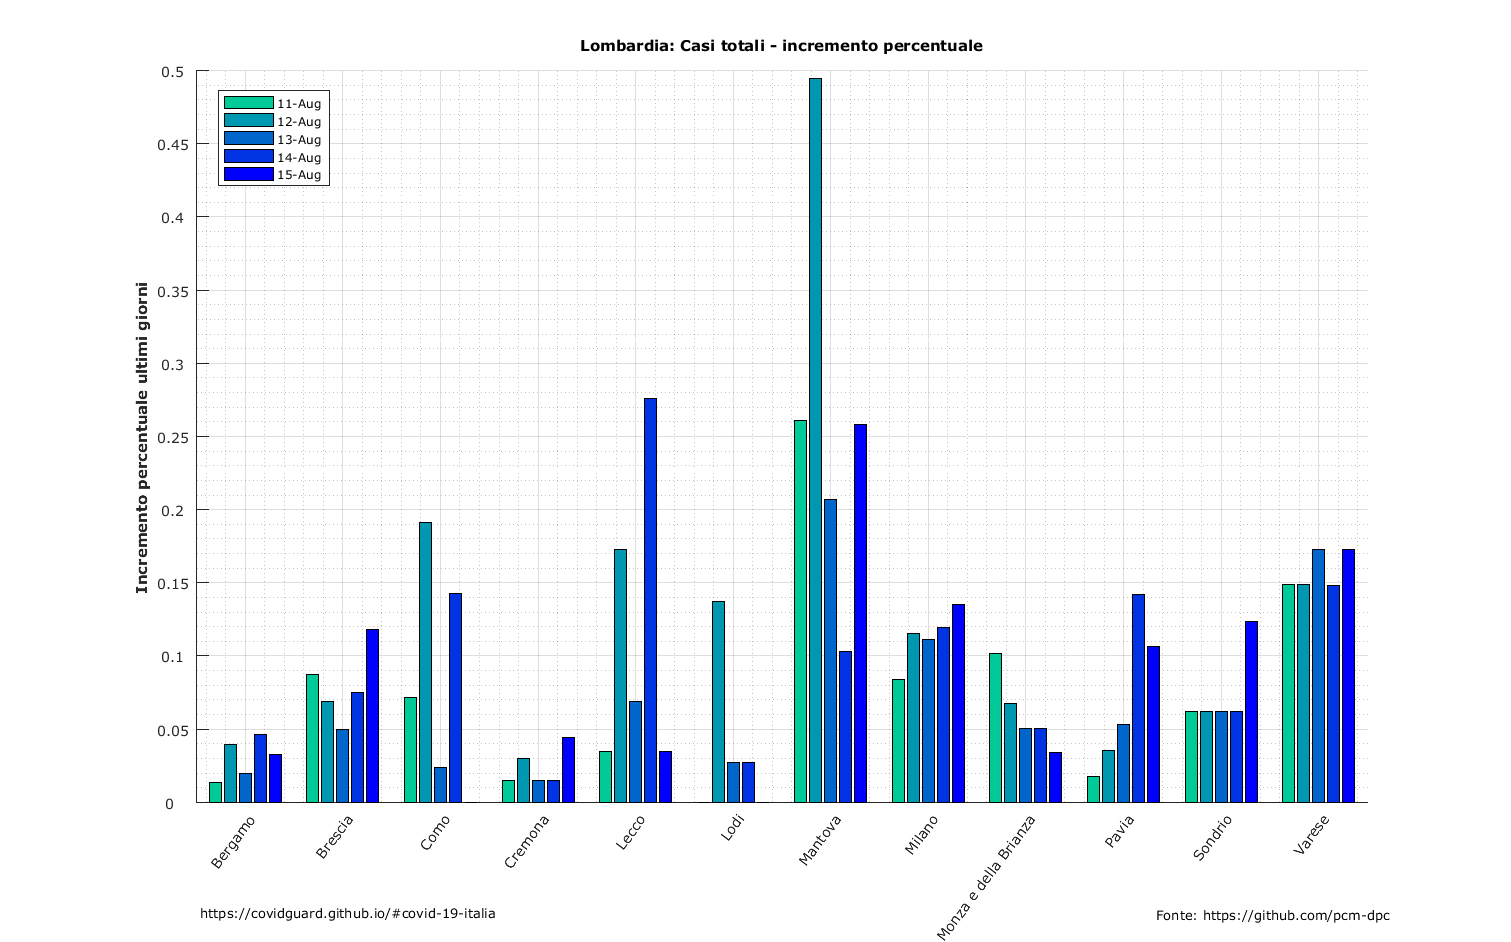 Lombardia: Casi totali - incremento percentuale
0.5
0.45
0.4
0.35
0.3
0.25
0.2
0.15
0.1
0.05
0
Incremento percentuale ultimi giorni
11-Aug
12-Aug
13-Aug
14-Aug
15-Aug
Bergamo
Brescia
Como
Cremona
Lecco
Lodi
Mantova
Milano
Monza e della Brianza
Pavia
Sondrio
Varese
https://covidguard.github.io/#covid-19-italia
Fonte: https://github.com/pcm-dpc